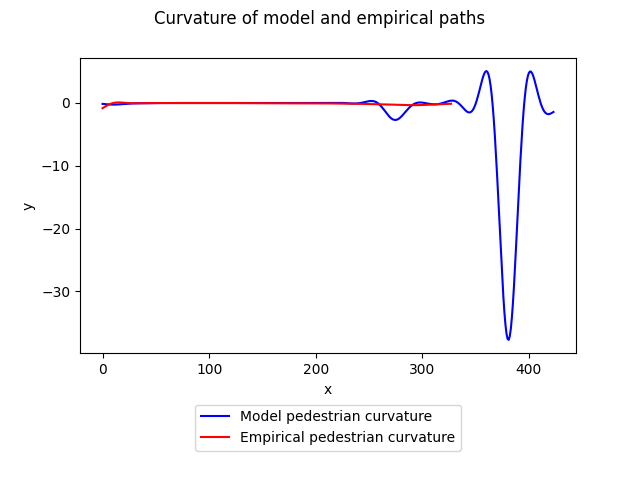 Curvature of model and empirical paths
0
−10
−20
−30
y
0 100 200 300 400
x
Model pedestrian curvature
Empirical pedestrian curvature